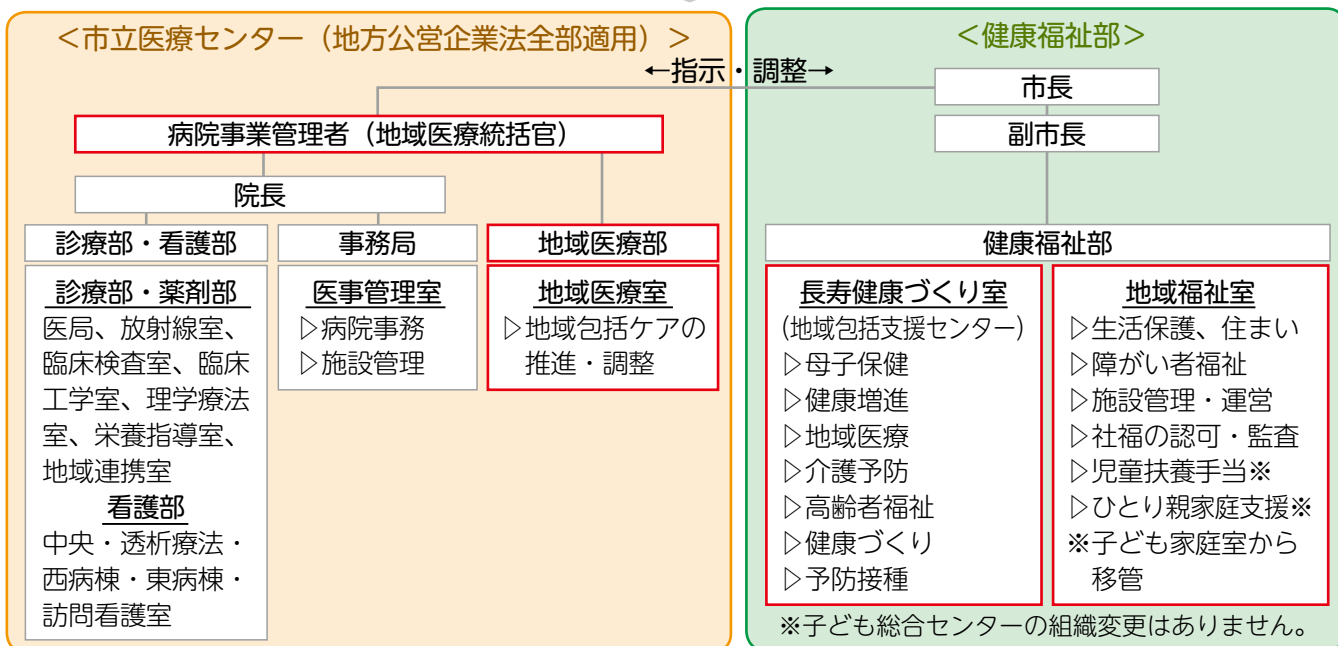 ＜市立医療センター（地方公営企業法全部適用）＞
←指示・調整→
病院事業管理者（地域医療統括官）
院長
診療部・看護部
診療部・薬剤部
医局、放射線室、
臨床検査室、臨床
工学室、理学療法
室、栄養指導室、
地域連携室
看護部
中央・透析療法・
西病棟・東病棟・
訪問看護室
事務局
医事管理室
▷病院事務
▷施設管理
地域医療部
地域医療室
▷地域包括ケアの
推進・調整
＜健康福祉部＞
市長
副市長
健康福祉部
長寿健康づくり室
(地域包括支援センター)
▷母子保健
▷健康増進
▷地域医療
▷介護予防
▷高齢者福祉
▷健康づくり
▷予防接種
地域福祉室
▷生活保護、住まい
▷障がい者福祉
▷施設管理・運営
▷社福の認可・監査
▷児童扶養手当※
▷ひとり親家庭支援※
※子ども家庭室から
移管
※子ども総合センターの組織変更はありません。